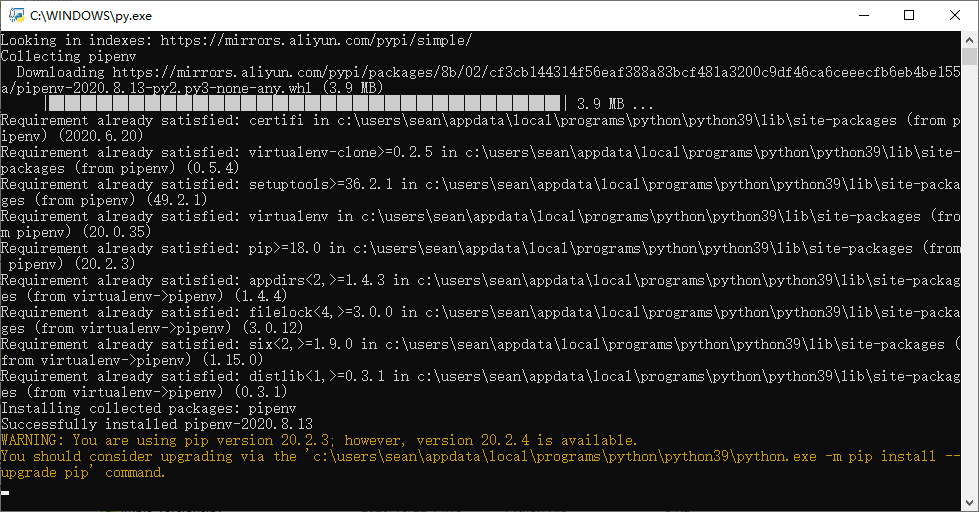 C:\WINDOWS\py.exe
Looking in indexes: https://mirrors.aliyun.com/pypi/simple/
Collecting pipenv
  Downloading https://mirrors.aliyun.com/pypi/packages/8b/02/cf3cb144314f56eaf388a83bcf481a3200c9df46ca6ceeecfb6eb4be155
a/pipenv-2020.8.13-py2.py3-none-any.whl (3.9 MB)
     |████████████████████████████████| 3.9 MB ...
Requirement already satisfied: certifi in c:\users\sean\appdata\local\programs\python\python39\lib\site-packages (from p
ipenv) (2020.6.20)
Requirement already satisfied: virtualenv-clone>=0.2.5 in c:\users\sean\appdata\local\programs\python\python39\lib\site-
packages (from pipenv) (0.5.4)
Requirement already satisfied: setuptools>=36.2.1 in c:\users\sean\appdata\local\programs\python\python39\lib\site-packa
ges (from pipenv) (49.2.1)
Requirement already satisfied: virtualenv in c:\users\sean\appdata\local\programs\python\python39\lib\site-packages (fro
m pipenv) (20.0.35)
Requirement already satisfied: pip>=18.0 in c:\users\sean\appdata\local\programs\python\python39\lib\site-packages (from
 pipenv) (20.2.3)
Requirement already satisfied: appdirs<2,>=1.4.3 in c:\users\sean\appdata\local\programs\python\python39\lib\site-packag
es (from virtualenv->pipenv) (1.4.4)
Requirement already satisfied: filelock<4,>=3.0.0 in c:\users\sean\appdata\local\programs\python\python39\lib\site-packa
ges (from virtualenv->pipenv) (3.0.12)
Requirement already satisfied: six<2,>=1.9.0 in c:\users\sean\appdata\local\programs\python\python39\lib\site-packages (
from virtualenv->pipenv) (1.15.0)
Requirement already satisfied: distlib<1,>=0.3.1 in c:\users\sean\appdata\local\programs\python\python39\lib\site-packag
es (from virtualenv->pipenv) (0.3.1)
Installing collected packages: pipenv
Successfully installed pipenv-2020.8.13
WARNING: You are using pip version 20.2.3; however, version 20.2.4 is available.
You should consider upgrading via the 'c:\users\sean\appdata\local\programs\python\python39\python.exe -m pip install --
upgrade pip' command.